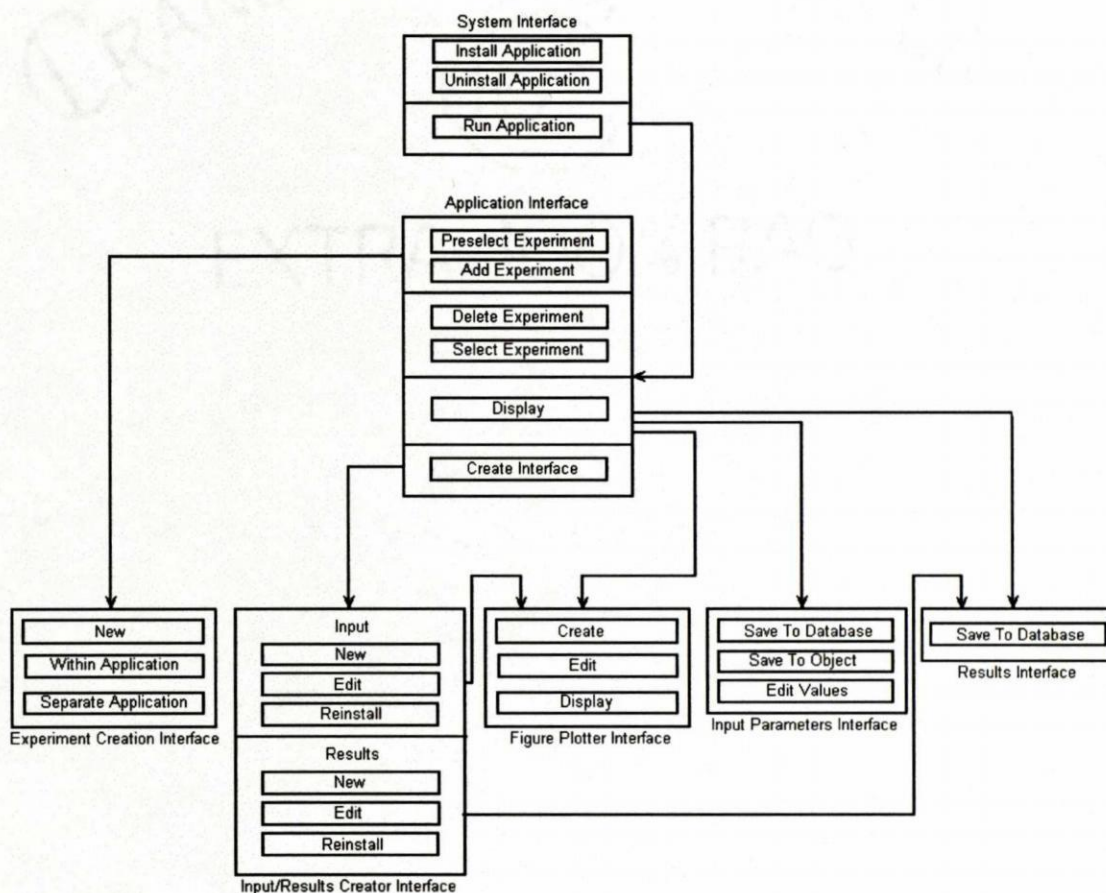 System Interface
Install Application
Uninstall Application
Run Application
Application Interface
Preselect Experiment
Add Experiment
Delete Experiment
Select Experiment
Display
Create Interface
New
Within Application
Separate Application
Experiment Creation Interface
Input
New
Edit
Reinstall
Results
New
Edit
Reinstall
Input/Results Creator Interface
Create
Edit
Display
Figure Plotter Interface
Save To Database
Save To Object
Edit Values
Input Parameters Interface
Save To Database
Results Interface